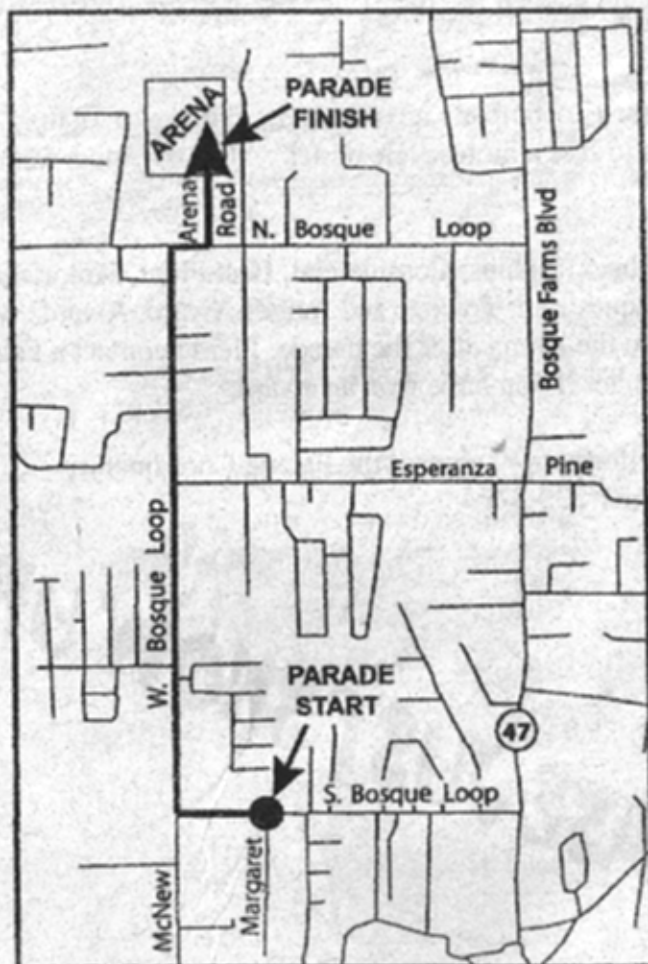 ARENA
PARADE
FINISH
Arena
Road
N. Bosque Loop
Bosque Farms Blvd
Esperanza
Pine
W. Bosque Loop
PARADE
START
47
S. Bosque Loop
McNew
Margaret